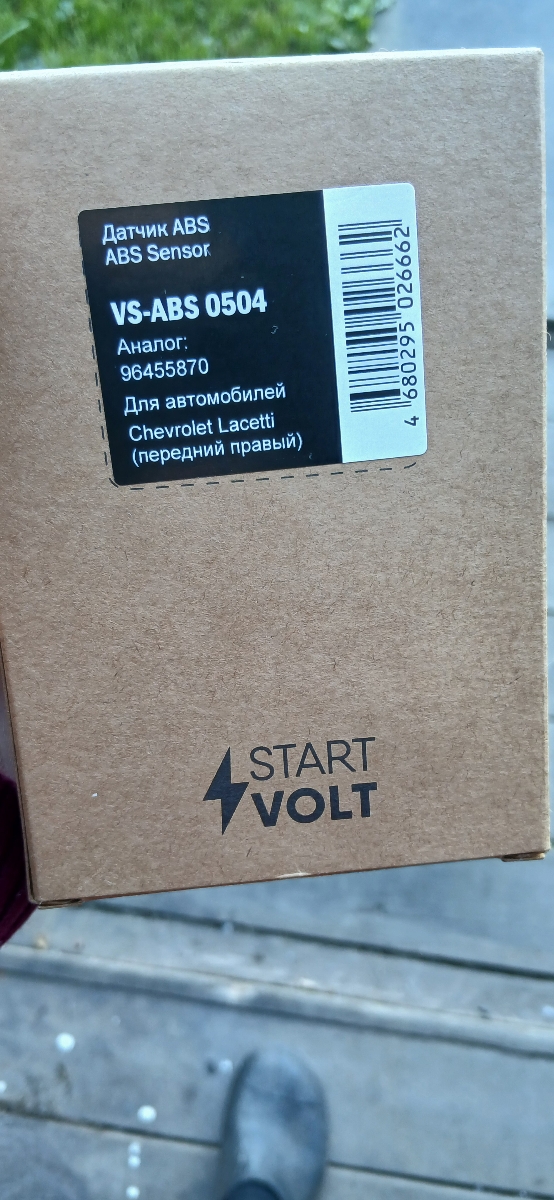 Датчик ABS
ABS Sensor
VS-ABS 0504
Аналог:
96455870
Для автомобилей
Chevrolet Lacetti
(передний правый)
4 680295 026662
START
VOLT